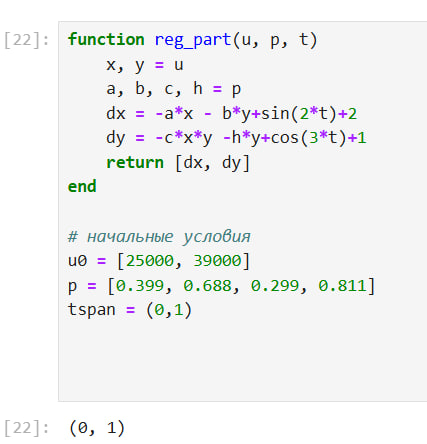 [22]: function reg_part(u, p, t)
x, y = u
a, b, c, h = p
dx = -a*x - b*y+sin(2*t)+2
dy = -c*x*y -h*y+cos(3*t)+1
return [dx, dy]
end
# начальные условия
u0 = [25000, 39000]
p = [0.399, 0.688, 0.299, 0.811]
tspan = (0,1)
[22]: (0, 1)